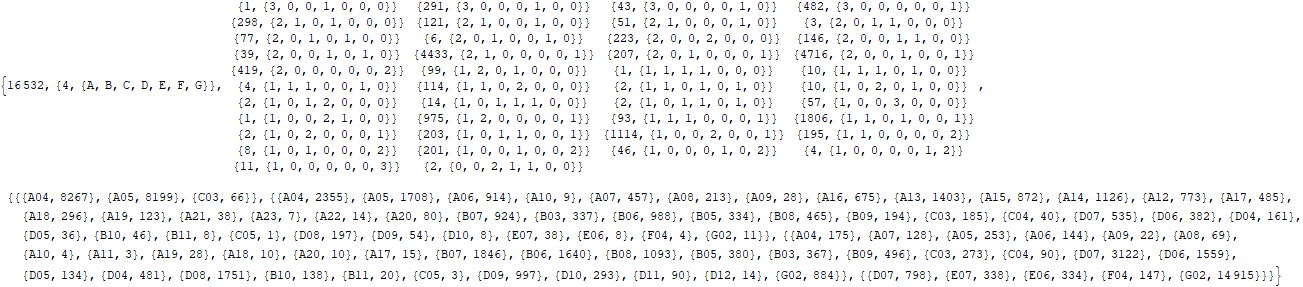 {1, {3, 0, 0, 1, 0, 0, 0}} {291, {3, 0, 0, 0, 1, 0, 0}} {43, {3, 0, 0, 0, 0, 1, 0}} {482, {3, 0, 0, 0, 0, 0, 1}}
{298, {2, 1, 0, 1, 0, 0, 0}} {121, {2, 1, 0, 0, 1, 0, 0}} {51, {2, 1, 0, 0, 0, 1, 0}} {3, {2, 0, 1, 1, 0, 0, 0}}
{77, {2, 0, 1, 0, 1, 0, 0}} {6, {2, 0, 1, 0, 0, 1, 0}} {223, {2, 0, 0, 2, 0, 0, 0}} {146, {2, 0, 0, 1, 1, 0, 0}}
{39, {2, 0, 0, 1, 0, 1, 0}} {4433, {2, 1, 0, 0, 0, 0, 1}} {207, {2, 0, 1, 0, 0, 0, 1}} {4716, {2, 0, 0, 1, 0, 0, 1}}
{419, {2, 0, 0, 0, 0, 0, 2}} {99, {1, 2, 0, 1, 0, 0, 0}} {1, {1, 1, 1, 1, 0, 0, 0}} {10, {1, 1, 1, 0, 1, 0, 0}}
{16 532, {4, {A, B, C, D, E, F, G}}, {4, {1, 1, 1, 0, 0, 1, 0}} {114, {1, 1, 0, 2, 0, 0, 0}} {2, {1, 1, 0, 1, 0, 1, 0}} {10, {1, 0, 2, 0, 1, 0, 0}} ,
{2, {1, 0, 1, 2, 0, 0, 0}} {14, {1, 0, 1, 1, 1, 0, 0}} {2, {1, 0, 1, 1, 0, 1, 0}} {57, {1, 0, 0, 3, 0, 0, 0}}
{1, {1, 0, 0, 2, 1, 0, 0}} {975, {1, 2, 0, 0, 0, 0, 1}} {93, {1, 1, 1, 0, 0, 0, 1}} {1806, {1, 1, 0, 1, 0, 0, 1}}
{2, {1, 0, 2, 0, 0, 0, 1}} {203, {1, 0, 1, 1, 0, 0, 1}} {1114, {1, 0, 0, 2, 0, 0, 1}} {195, {1, 1, 0, 0, 0, 0, 2}}
{8, {1, 0, 1, 0, 0, 0, 2}} {201, {1, 0, 0, 1, 0, 0, 2}} {46, {1, 0, 0, 0, 1, 0, 2}} {4, {1, 0, 0, 0, 0, 1, 2}}
{11, {1, 0, 0, 0, 0, 0, 3}} {2, {0, 0, 2, 1, 1, 0, 0}}
{{{A04, 8267}, {A05, 8199}, {C03, 66}}, {{A04, 2355}, {A05, 1708}, {A06, 914}, {A10, 9}, {A07, 457}, {A08, 213}, {A09, 28}, {A16, 675}, {A13, 1403}, {A15, 872}, {A14, 1126}, {A12, 773}, {A17, 485},
{A18, 296}, {A19, 123}, {A21, 38}, {A23, 7}, {A22, 14}, {A20, 80}, {B07, 924}, {B03, 337}, {B06, 988}, {B05, 334}, {B08, 465}, {B09, 194}, {C03, 185}, {C04, 40}, {D07, 535}, {D06, 382}, {D04, 161},
{D05, 36}, {B10, 46}, {B11, 8}, {C05, 1}, {D08, 197}, {D09, 54}, {D10, 8}, {E07, 38}, {E06, 8}, {F04, 4}, {G02, 11}}, {{A04, 175}, {A07, 128}, {A05, 253}, {A06, 144}, {A09, 22}, {A08, 69},
{A10, 4}, {A11, 3}, {A19, 28}, {A18, 10}, {A20, 10}, {A17, 15}, {B07, 1846}, {B06, 1640}, {B08, 1093}, {B05, 380}, {B03, 367}, {B09, 496}, {C03, 273}, {C04, 90}, {D07, 3122}, {D06, 1559},
{D05, 134}, {D04, 481}, {D08, 1751}, {B10, 138}, {B11, 20}, {C05, 3}, {D09, 997}, {D10, 293}, {D11, 90}, {D12, 14}, {G02, 884}}, {{D07, 798}, {E07, 338}, {E06, 334}, {F04, 147}, {G02, 14 915}}}}